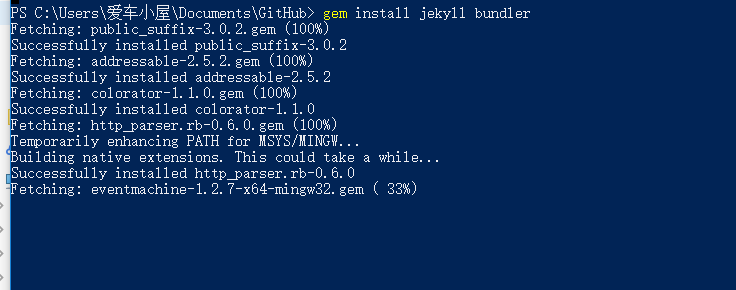 PS C:\Users\爱车小屋\Documents\GitHub> gem install jekyll bundler
Fetching: public_suffix-3.0.2.gem (100%)
Successfully installed public_suffix-3.0.2
Fetching: addressable-2.5.2.gem (100%)
Successfully installed addressable-2.5.2
Fetching: colorator-1.1.0.gem (100%)
Successfully installed colorator-1.1.0
Fetching: http_parser.rb-0.6.0.gem (100%)
Temporarily enhancing PATH for MSYS/MINGW...
Building native extensions. This could take a while...
Successfully installed http_parser.rb-0.6.0
Fetching: eventmachine-1.2.7-x64-mingw32.gem ( 33%)